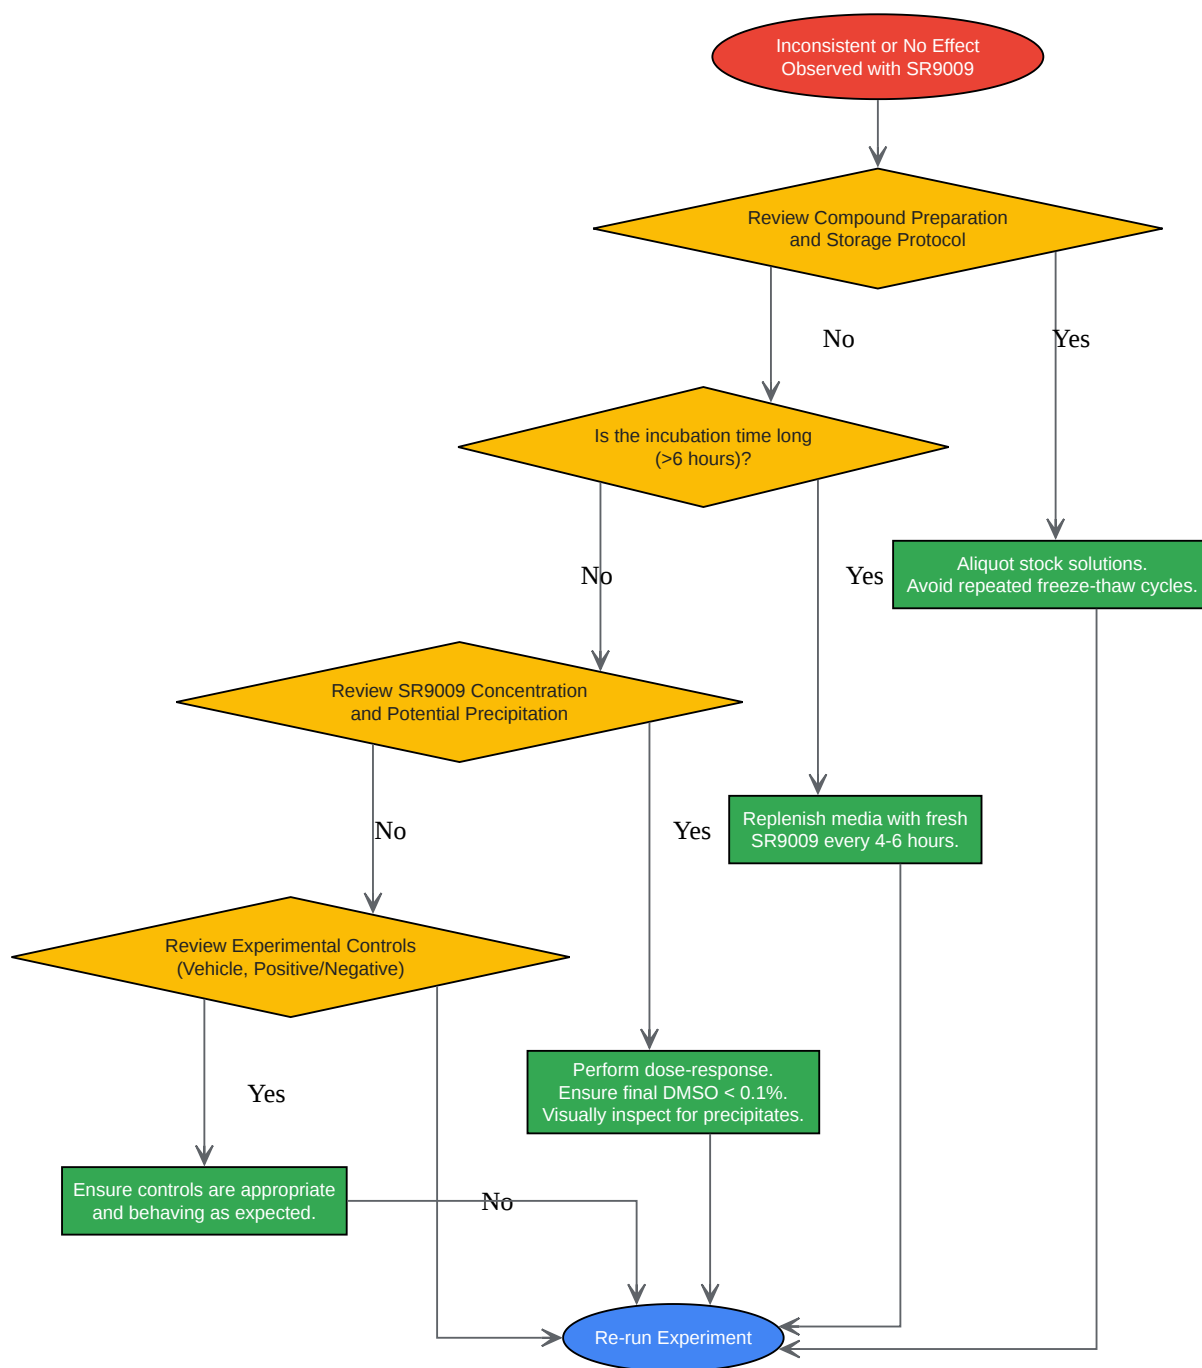 Inconsistent or No Effect
Observed with SR9009
Review Compound Preparation
and Storage Protocol
No
Yes
Is the incubation time long
(>6 hours)?
No
Yes
Aliquot stock solutions.
Avoid repeated freeze-thaw cycles.
Review SR9009 Concentration
and Potential Precipitation
No
Yes
Replenish media with fresh
SR9009 every 4-6 hours.
Review Experimental Controls
(Vehicle, Positive/Negative)
Yes
Perform dose-response.
Ensure final DMSO < 0.1%.
Visually inspect for precipitates.
Ensure controls are appropriate
and behaving as expected.
No
Re-run Experiment